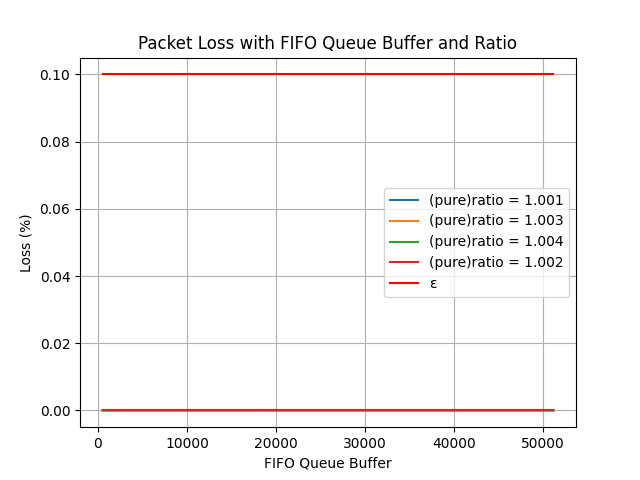 Packet Loss with FIFO Queue Buffer and Ratio
Loss (%)
0.10
0.08
0.06
0.04
0.02
0.00
(pure)ratio = 1.001
(pure)ratio = 1.003
(pure)ratio = 1.004
(pure)ratio = 1.002
ε
0 10000 20000 30000 40000 50000
FIFO Queue Buffer